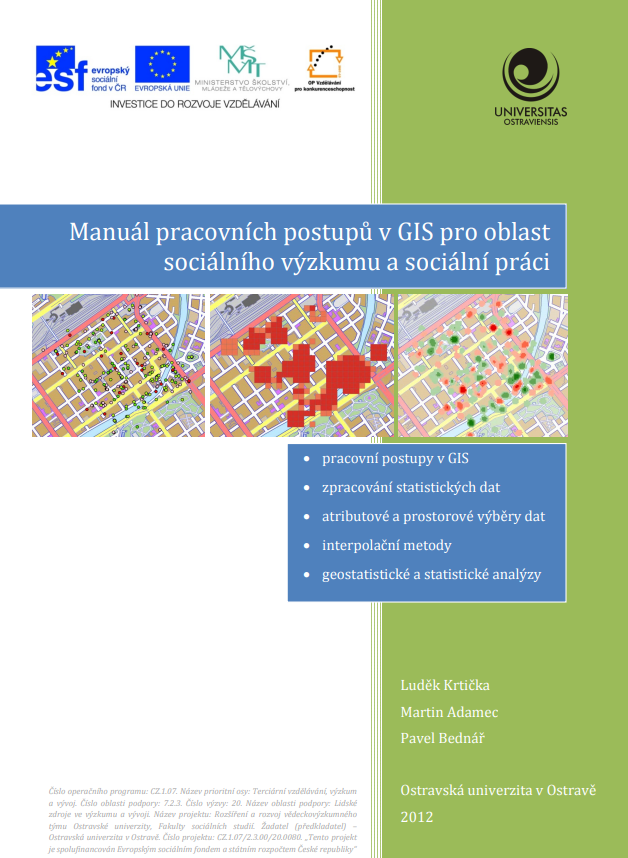 esf
evropský
sociální
fond v ČR
EVROPSKÁ UNIE
MINISTERSTVO ŠKOLSTVÍ,
MLÁDEŽE A TĚLOVÝCHOVY
OP Vzdělávání
pro konkurenceschopnost
INVESTICE DO ROZVOJE VZDĚLÁVÁNÍ
UNIVERSITAS
OSTRAVIENSIS
Manuál pracovních postupů v GIS pro oblast
sociálního výzkumu a sociální práci
• pracovní postupy v GIS
• zpracování statistických dat
• atributové a prostorové výběry dat
• interpolační metody
• geostatistické a statistické analýzy
Luděk Krtička
Martin Adamec
Pavel Bednář
Ostravská univerzita v Ostravě
2012
Číslo operačního programu: CZ.1.07. Název prioritní osy: Terciární vzdělávání, výzkum
a vývoj. Číslo oblasti podpory: 7.2.3. Číslo výzvy: 20. Název oblasti podpory: Lidské
zdroje ve výzkumu a vývoji. Název projektu: Rozšíření a rozvoj vědeckovýzkumného
týmu Ostravské univerzity, Fakulty sociálních studií. Žadatel (předkladatel) –
Ostravská univerzita v Ostravě. Číslo projektu: CZ.1.07/2.3.00/20.0080. „Tento projekt
je spolufinancován Evropským sociálním fondem a státním rozpočtem České republiky"